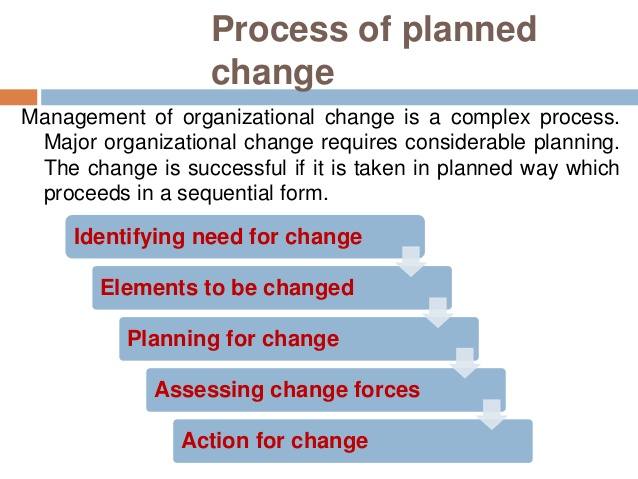 Process of planned
change
Management of organizational change is a complex process.
Major organizational change requires considerable planning.
The change is successful if it is taken in planned way which
proceeds in a sequential form.
Identifying need for change
Elements to be changed
Planning for change
Assessing change forces
Action for change